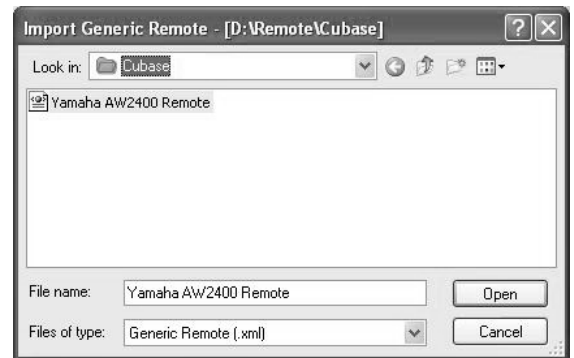 Import Generic Remote - [D:\Remote\Cubase]
Look in: Cubase
Yamaha AW2400 Remote
File name: Yamaha AW2400 Remote Open
Files of type: Generic Remote (.xml) Cancel